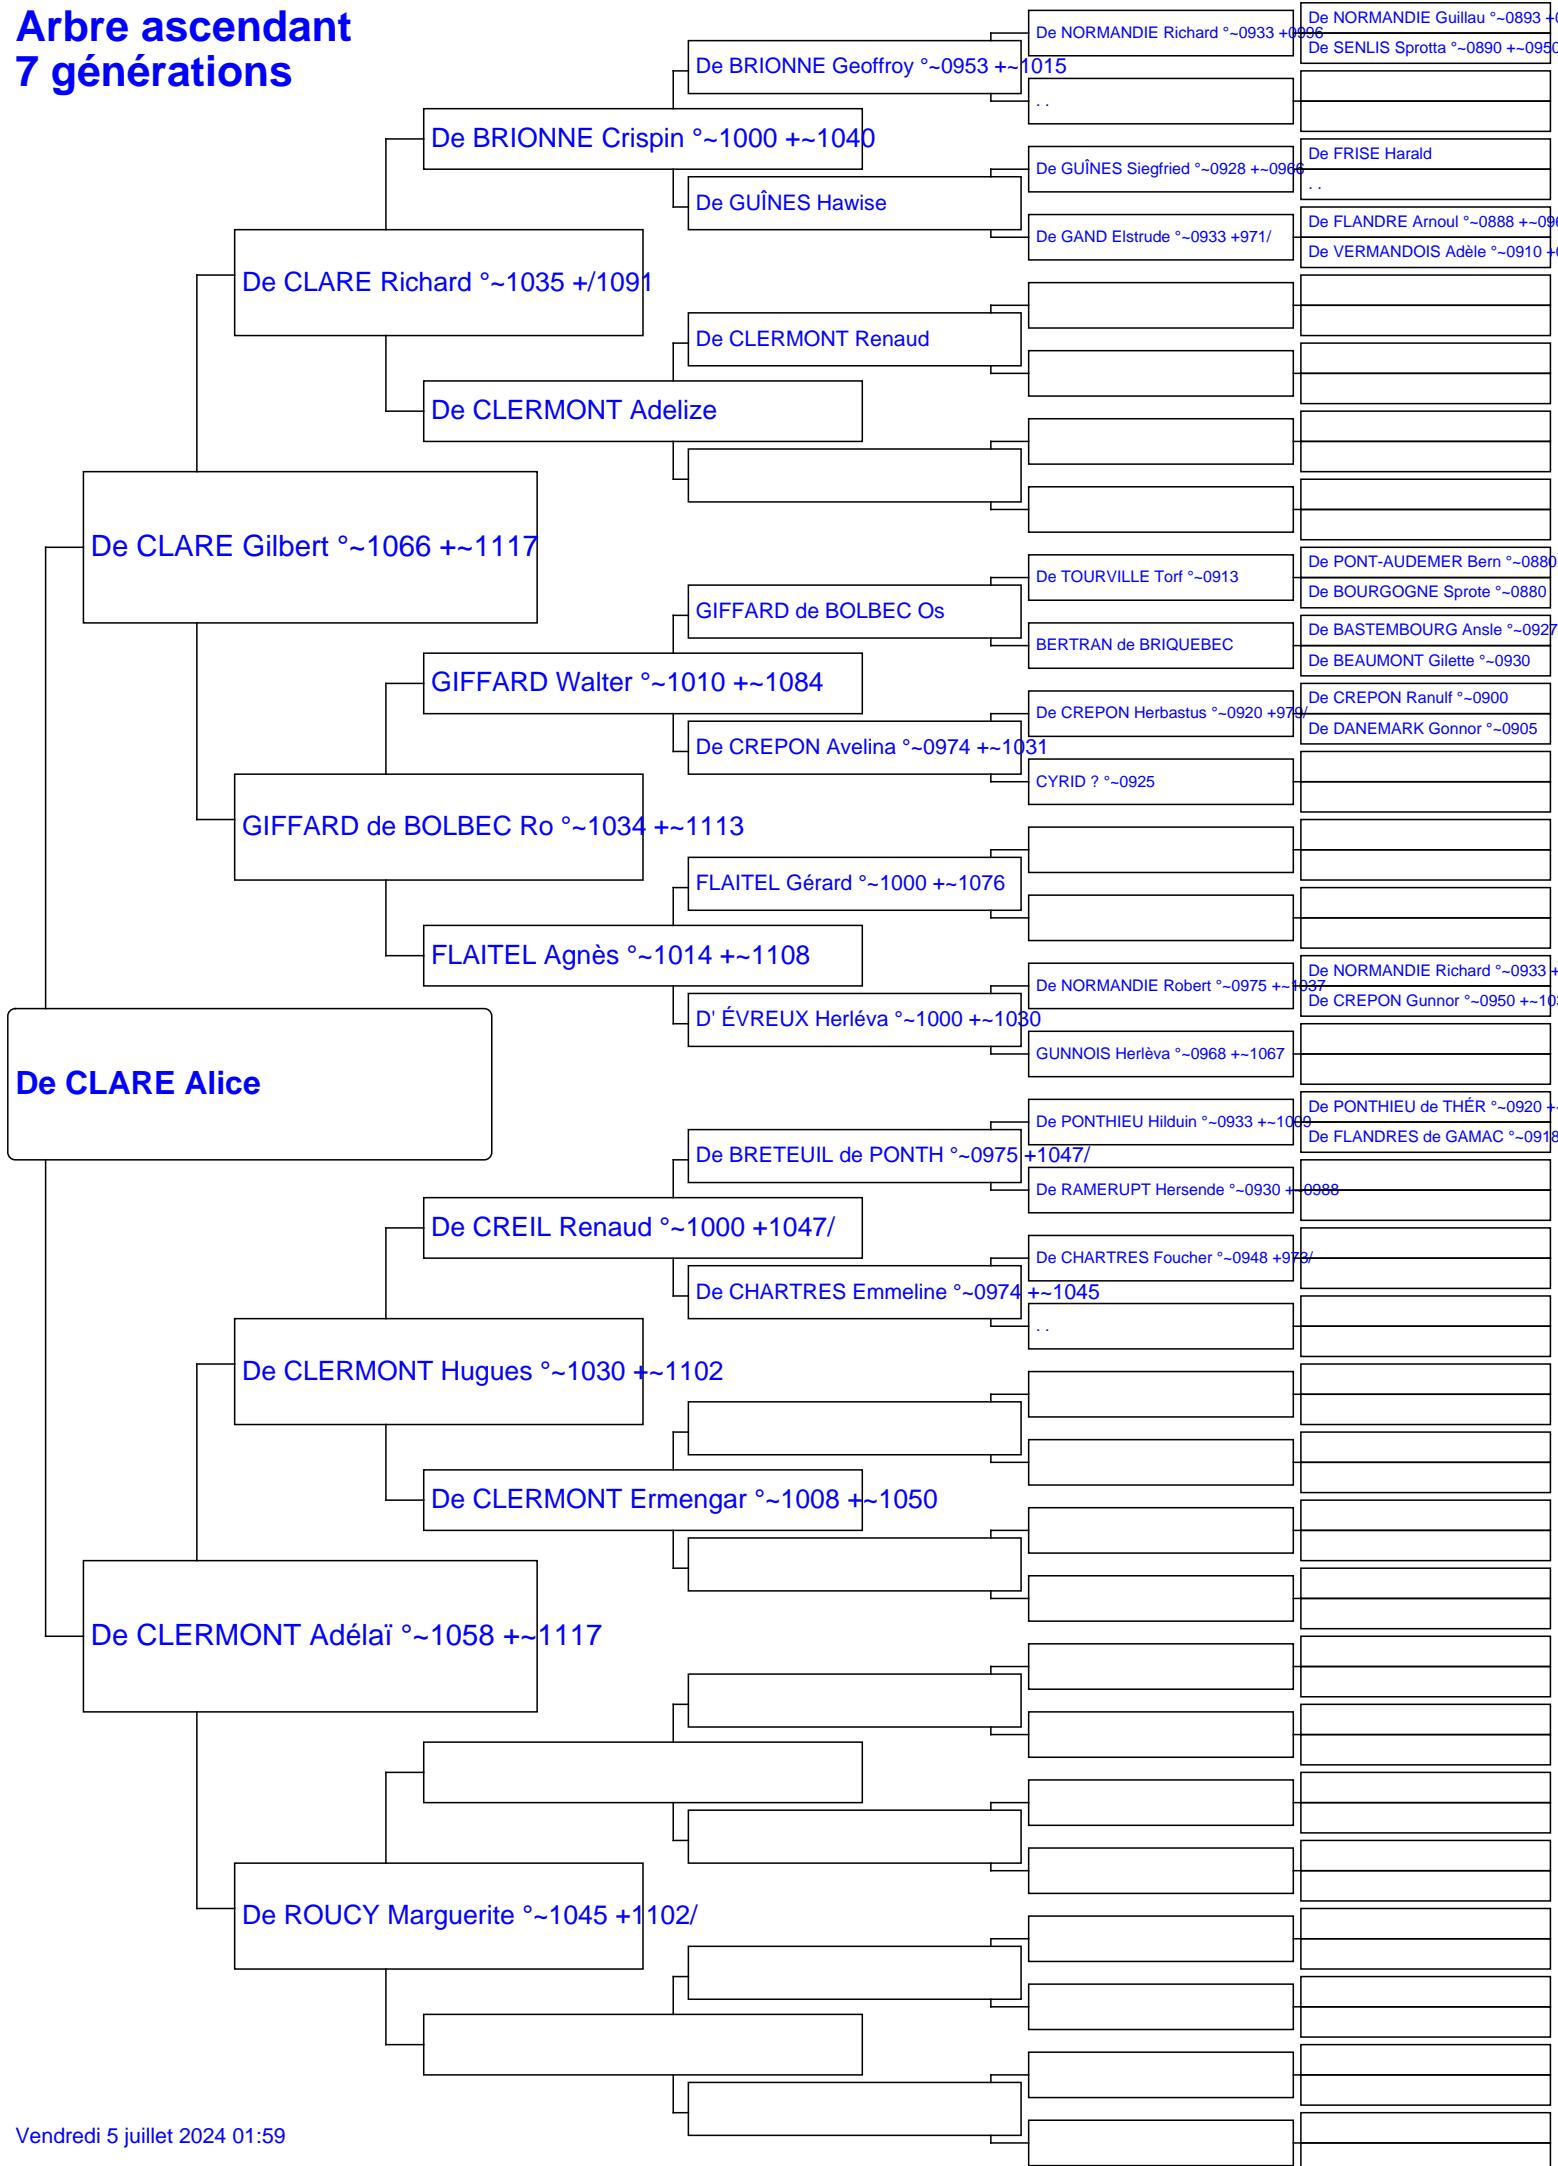 Arbre ascendant
7 générations
De NORMANDIE Guillau °~0893 +0
De NORMANDIE Richard °~0933 +0996
De SENLIS Sprotta °~0890 +~0950
De BRIONNE Geoffroy °~0953 +~1015
. .
De BRIONNE Crispin °~1000 +~1040
De FRISE Harald
De GUÎNES Siegfried °~0928 +~0966
. .
De GUÎNES Hawise
De FLANDRE Arnoul °~0888 +~096
De GAND Elstrude °~0933 +971/
De VERMANDOIS Adèle °~0910 +0
De CLARE Richard °~1035 +/1091
De CLERMONT Renaud
De CLERMONT Adelize
De CLARE Gilbert °~1066 +~1117
De PONT-AUDEMER Bern °~0880
De TOURVILLE Torf °~0913
De BOURGOGNE Sprote °~0880
GIFFARD de BOLBEC Os
De BASTEMBOURG Ansle °~0927
BERTRAN de BRIQUEBEC
De BEAUMONT Gilette °~0930
GIFFARD Walter °~1010 +~1084
De CREPON Ranulf °~0900
De CREPON Herbastus °~0920 +979/
De DANEMARK Gonnor °~0905
De CREPON Avelina °~0974 +~1031
CYRID ? °~0925
GIFFARD de BOLBEC Ro °~1034 +~1113
FLAITEL Gérard °~1000 +~1076
FLAITEL Agnès °~1014 +~1108
De NORMANDIE Richard °~0933 +
De NORMANDIE Robert °~0975 +~1037
De CREPON Gunnor °~0950 +~103
D' ÉVREUX Herléva °~1000 +~1030
GUNNOIS Herlèva °~0968 +~1067
De CLARE Alice
De PONTHIEU de THÉR °~0920 +~
De PONTHIEU Hilduin °~0933 +~1009
De FLANDRES de GAMAC °~0918
De BRETEUIL de PONTH °~0975 +1047/
De RAMERUPT Hersende °~0930 +~0988
De CREIL Renaud °~1000 +1047/
De CHARTRES Foucher °~0948 +973/
De CHARTRES Emmeline °~0974 +~1045
. .
De CLERMONT Hugues °~1030 +~1102
De CLERMONT Ermengar °~1008 +~1050
De CLERMONT Adélaï °~1058 +~1117
De ROUCY Marguerite °~1045 +1102/
Vendredi 5 juillet 2024 01:59